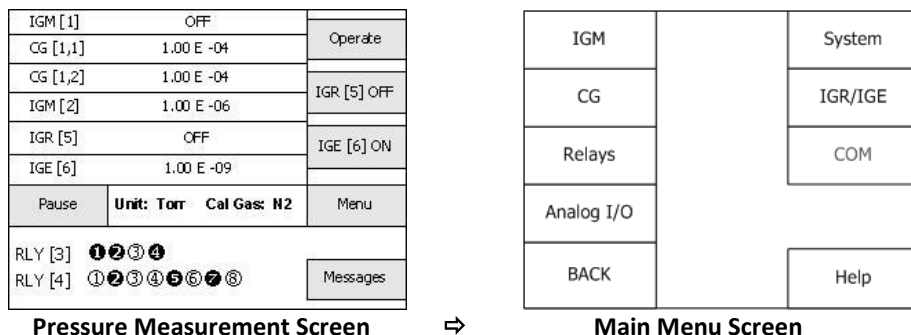 IGM [1] OFF
CG [1,1] 1.00 E -04
CG [1,2] 1.00 E -04
IGM [2] 1.00 E -06
IGR [5] OFF
IGE [6] 1.00 E -09
Operate
IGR [5] OFF
IGE [6] ON
Pause Unit: Torr Cal Gas: N2 Menu
RLY [3] ❶❷③❹
RLY [4] ①❷③④❺⑥❼⑧
Messages
Pressure Measurement Screen ⇨ Main Menu Screen
IGM
CG
Relays
Analog I/O
BACK
System
IGR/IGE
COM
Help